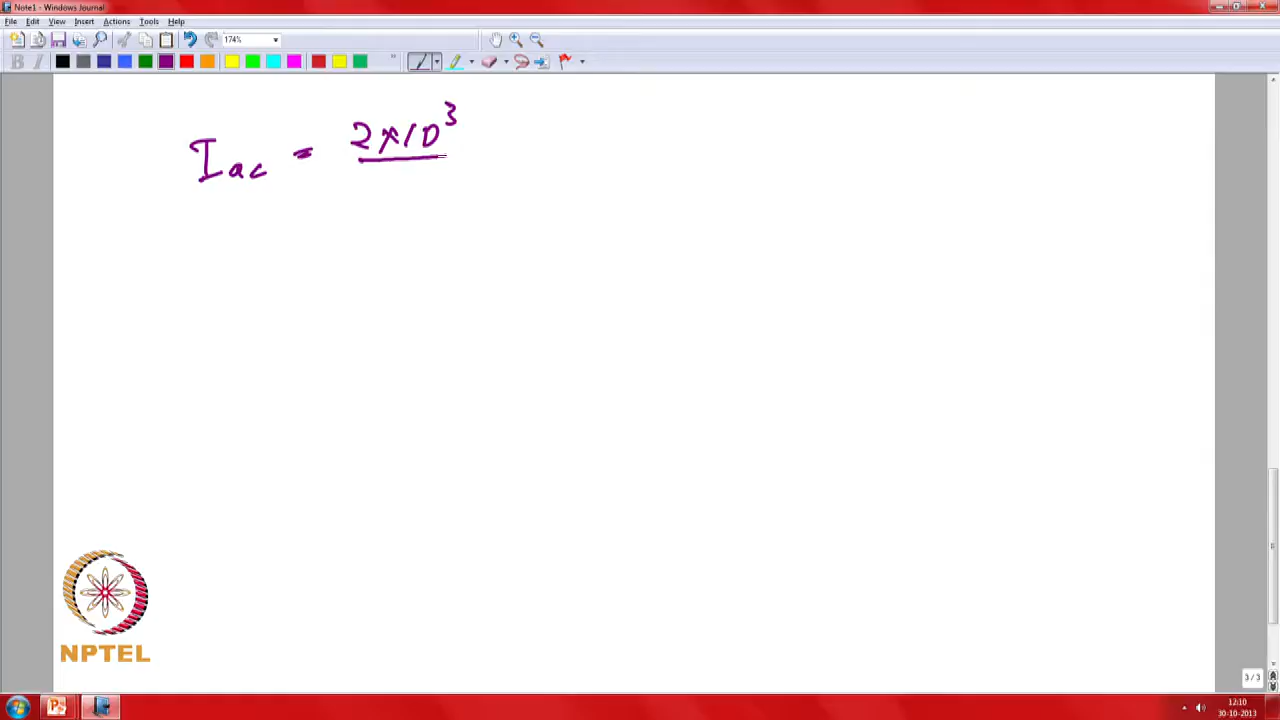 Note1 - Windows Journal
File Edit View Insert Actions Tools Help
174%
B I
I_ac = 2×10³
NPTEL
3 / 3
12:10
30-10-2013